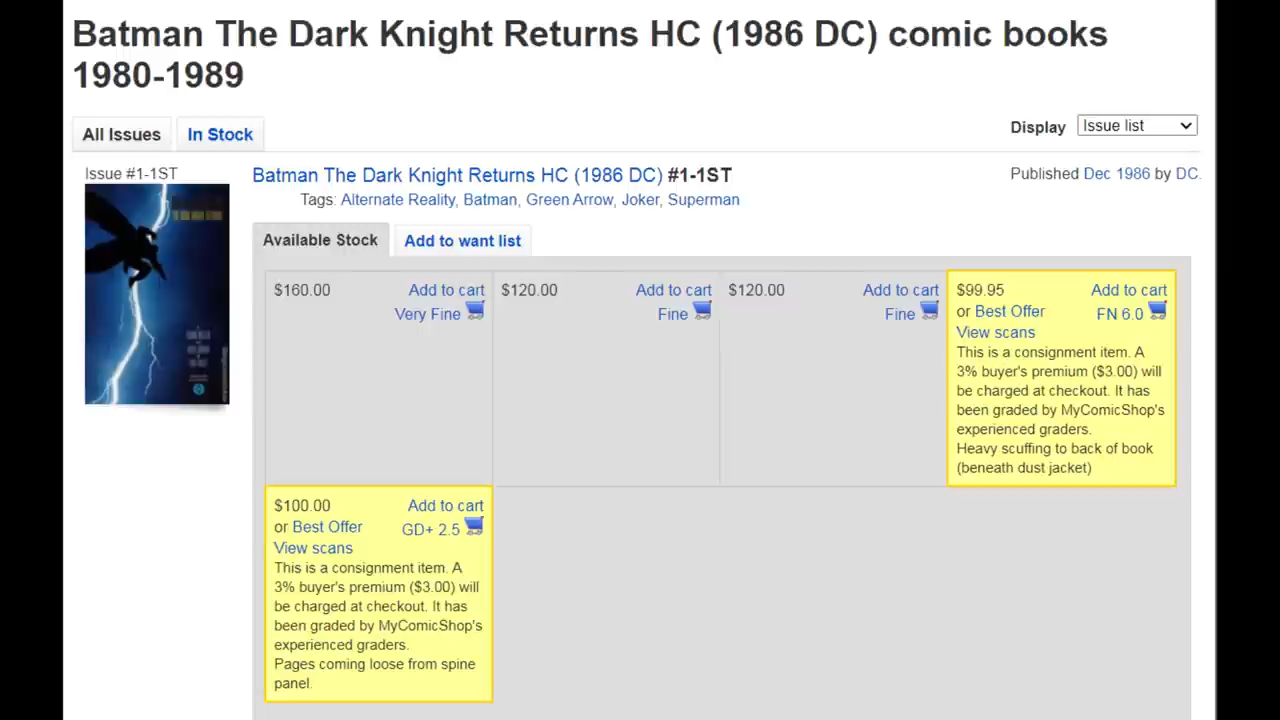 Batman The Dark Knight Returns HC (1986 DC) comic books
1980-1989
All Issues
In Stock
Display
Issue list
Issue #1-1ST
Batman The Dark Knight Returns HC (1986 DC) #1-1ST
Published Dec 1986 by DC.
Tags: Alternate Reality, Batman, Green Arrow, Joker, Superman
Available Stock
Add to want list
$160.00
Add to cart
Very Fine
$120.00
Add to cart
Fine
$120.00
Add to cart
Fine
$99.95
Add to cart
or Best Offer
FN 6.0
View scans
This is a consignment item. A
3% buyer's premium ($3.00) will
be charged at checkout. It has
been graded by MyComicShop's
experienced graders.
Heavy scuffing to back of book
(beneath dust jacket)
$100.00
Add to cart
or Best Offer
GD+ 2.5
View scans
This is a consignment item. A
3% buyer's premium ($3.00) will
be charged at checkout. It has
been graded by MyComicShop's
experienced graders.
Pages coming loose from spine
panel.